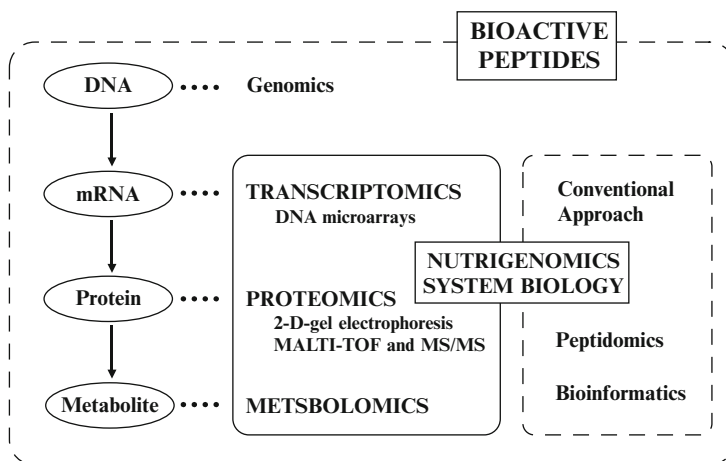 BIOACTIVE
PEPTIDES
DNA
•••• Genomics
mRNA
•••• TRANSCRIPTOMICS
DNA microarrays
Conventional
Approach
NUTRIGENOMICS
SYSTEM BIOLOGY
Protein
•••• PROTEOMICS
2-D-gel electrophoresis
MALTI-TOF and MS/MS
Peptidomics
Bioinformatics
Metabolite
•••• METSBOLOMICS